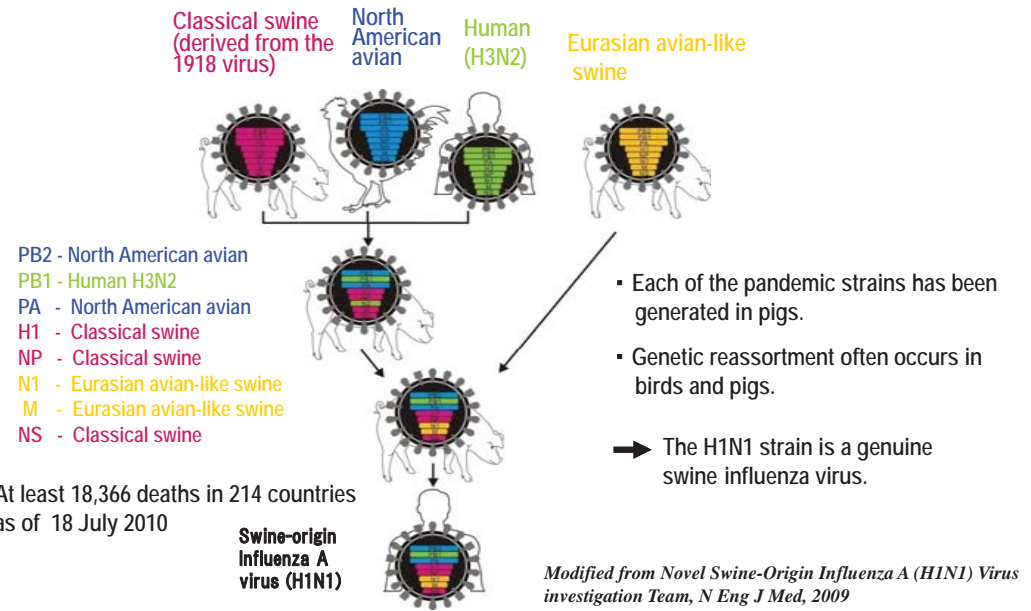 Classical swine
(derived from the
1918 virus)
North
American
avian
Human
(H3N2)
Eurasian avian-like
swine
PB2 - North American avian
PB1 - Human H3N2
PA - North American avian
H1 - Classical swine
NP - Classical swine
N1 - Eurasian avian-like swine
M - Eurasian avian-like swine
NS - Classical swine
At least 18,366 deaths in 214 countries
as of 18 July 2010
Swine-origin
Influenza A
virus (H1N1)
▪ Each of the pandemic strains has been
generated in pigs.
▪ Genetic reassortment often occurs in
birds and pigs.
The H1N1 strain is a genuine
swine influenza virus.
Modified from Novel Swine-Origin Influenza A (H1N1) Virus
investigation Team, N Eng J Med, 2009